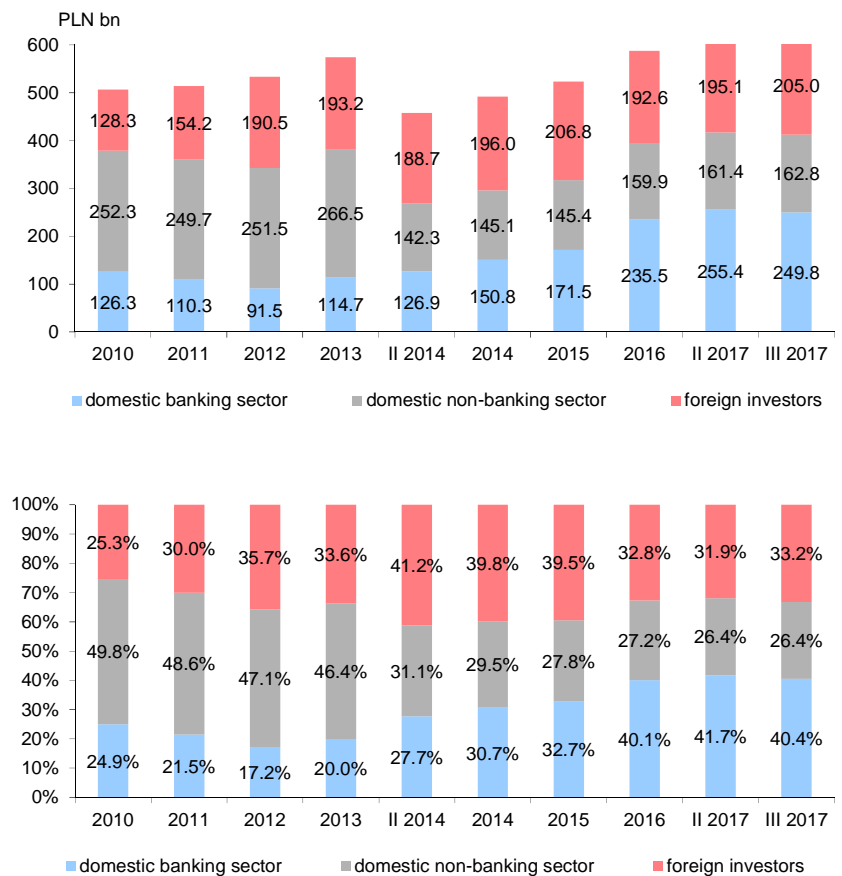 PLN bn
600
500
400
300
200
100
0
128.3 154.2 190.5 193.2 188.7 196.0 206.8 192.6 195.1 205.0
252.3 249.7 251.5 266.5 142.3 145.1 145.4 159.9 161.4 162.8
126.3 110.3 91.5 114.7 126.9 150.8 171.5 235.5 255.4 249.8
2010 2011 2012 2013 II 2014 2014 2015 2016 II 2017 III 2017
domestic banking sector domestic non-banking sector foreign investors
100%
90%
80%
70%
60%
50%
40%
30%
20%
10%
0%
25.3% 30.0% 35.7% 33.6% 41.2% 39.8% 39.5% 32.8% 31.9% 33.2%
49.8% 48.6% 47.1% 46.4% 31.1% 29.5% 27.8% 27.2% 26.4% 26.4%
24.9% 21.5% 17.2% 20.0% 27.7% 30.7% 32.7% 40.1% 41.7% 40.4%
2010 2011 2012 2013 II 2014 2014 2015 2016 II 2017 III 2017
domestic banking sector domestic non-banking sector foreign investors